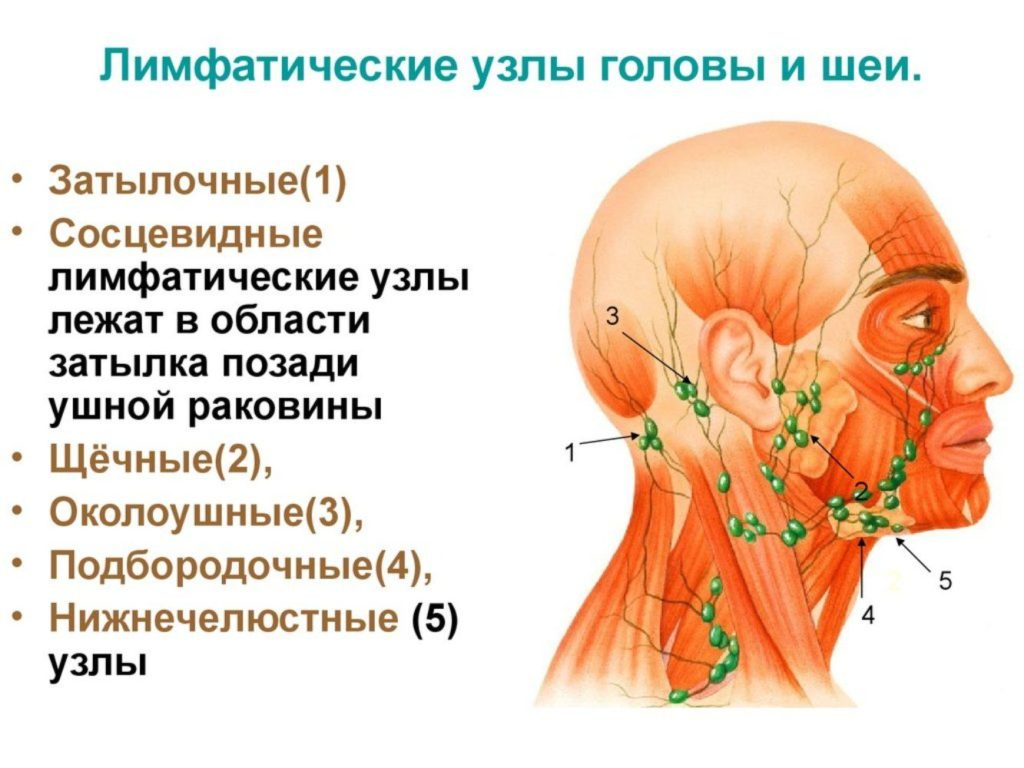 Лимфатические узлы головы и шеи.
• Затылочные(1)
• Сосцевидные
лимфатические узлы
лежат в области
затылка позади
ушной раковины
• Щёчные(2),
• Околоушные(3),
• Подбородочные(4),
• Нижнечелюстные (5)
узлы
3
1
2
2
5
4